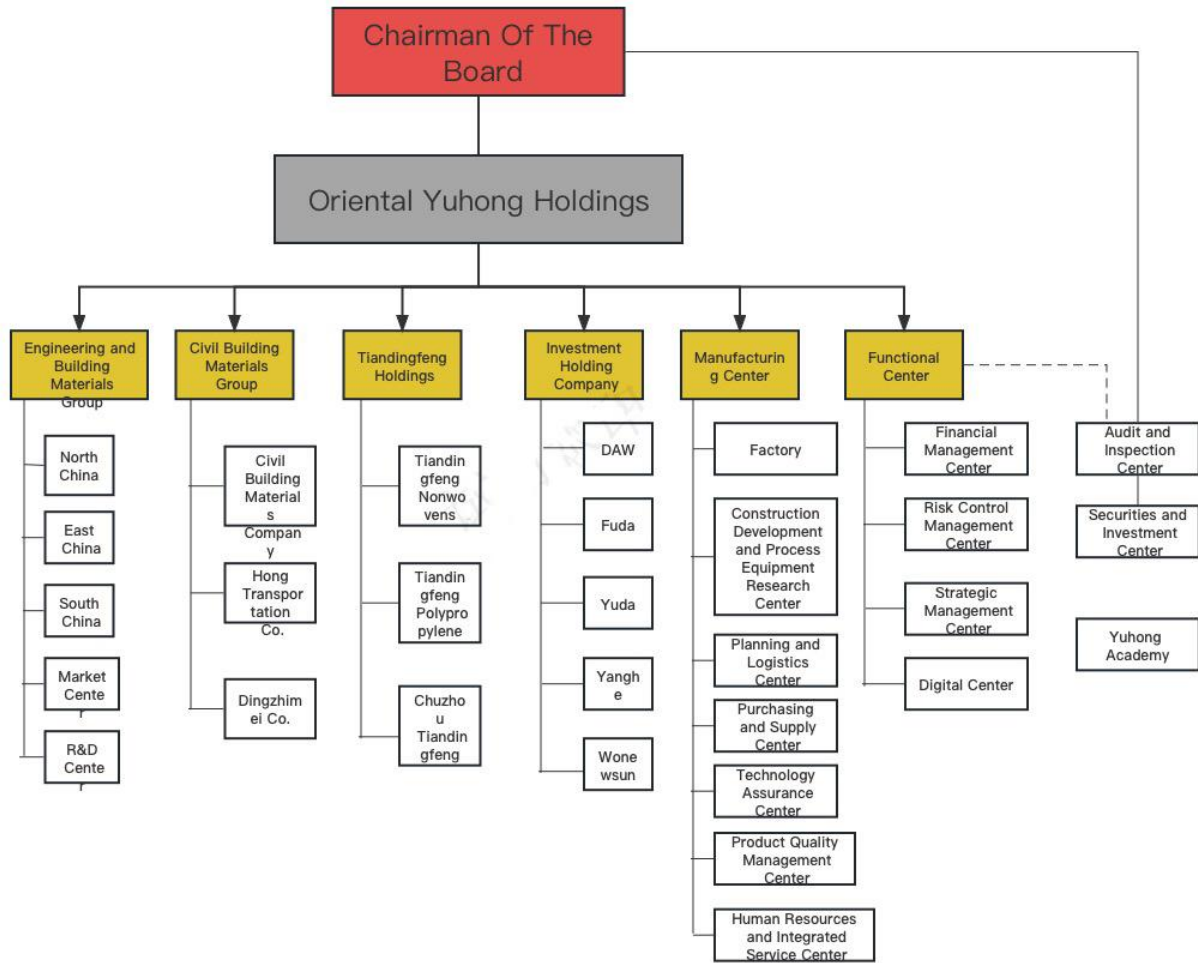 Chairman Of The
Board
Oriental Yuhong Holdings
Engineering and
Building
Materials
Group
Civil Building
Materials
Group
Tiandingfeng
Holdings
Investment
Holding
Company
Manufacturin
g Center
Functional
Center
North
China
East
China
South
China
Market
Cente
r
R&D
Cente
r
Civil
Building
Material
s
Compan
y
Hong
Transpor
tation
Co.
Dingzhim
ei Co.
Tiandin
gfeng
Nonwo
vens
Tiandin
gfeng
Polypro
pylene
Chuzho
u
Tiandin
gfeng
DAW
Fuda
Yuda
Yangh
e
Wone
wsun
Factory
Construction
Development
and Process
Equipment
Research
Center
Planning and
Logistics
Center
Purchasing
and Supply
Center
Technology
Assurance
Center
Product Quality
Management
Center
Human Resources
and Integrated
Service Center
Financial
Management
Center
Risk Control
Management
Center
Strategic
Management
Center
Digital Center
Audit and
Inspection
Center
Securities and
Investment
Center
Yuhong
Academy